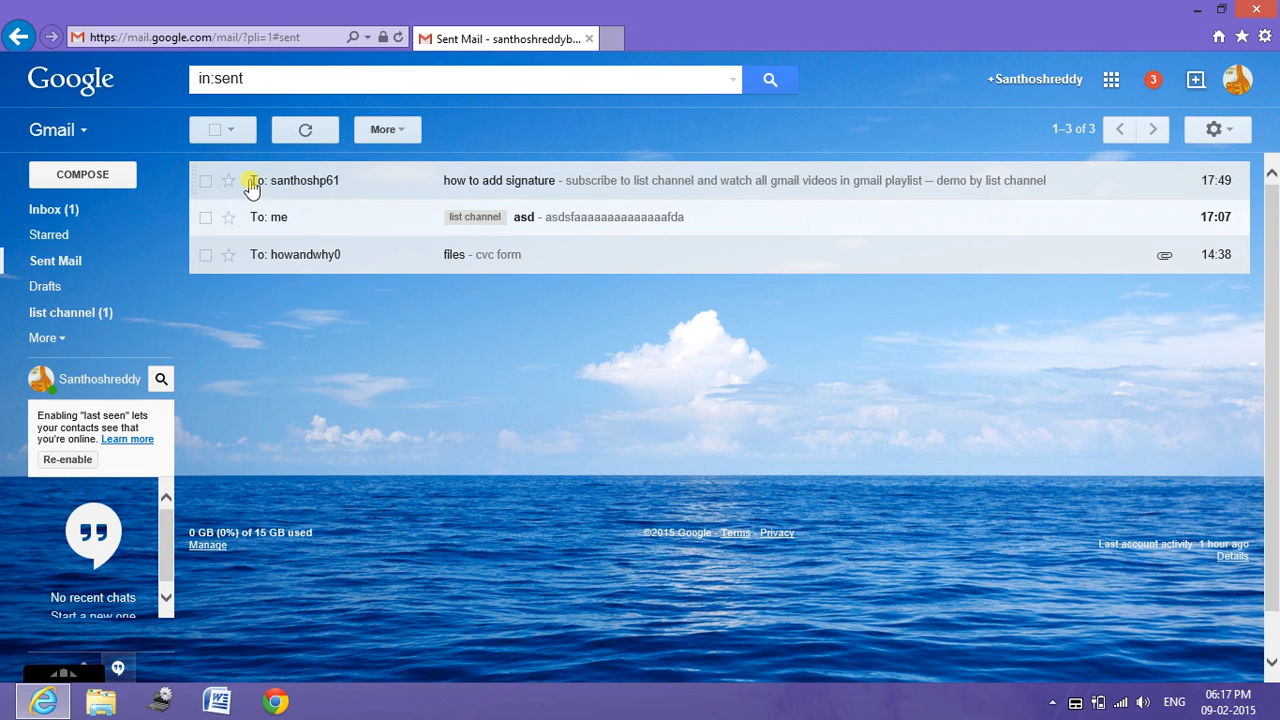 https://mail.google.com/mail/?pli=1#sent
Sent Mail - santhoshreddyb...
Google
in:sent
+Santhoshreddy
3
Gmail
More
1–3 of 3
COMPOSE
Inbox (1)
Starred
Sent Mail
Drafts
list channel (1)
More
To: santhoshp61 how to add signature - subscribe to list channel and watch all gmail videos in gmail playlist -- demo by list channel 17:49
To: me list channel asd - asdsfaaaaaaaaaaaaaafda 17:07
To: howandwhy0 files - cvc form 14:38
Santhoshreddy
Enabling "last seen" lets
your contacts see that
you're online. Learn more
Re-enable
No recent chats
Start a new one
0 GB (0%) of 15 GB used
Manage
©2015 Google - Terms - Privacy
Last account activity: 1 hour ago
Details
ENG
06:17 PM
09-02-2015